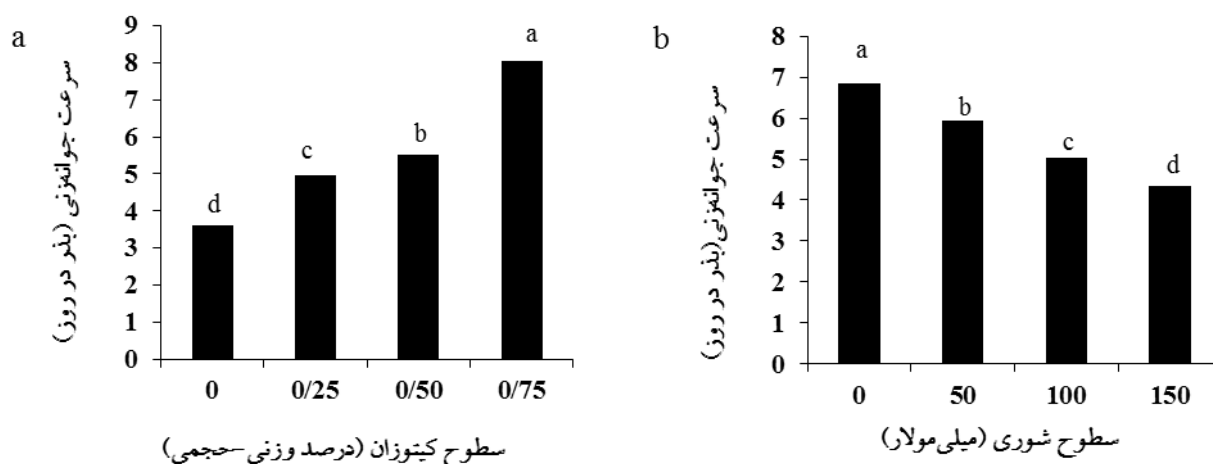 a
سرعت جوانه‌زنی (بذر در روز)
9
8
7
6
5
4
3
2
1
0
d
c
b
a
0 0/25 0/50 0/75
سطوح کیتوزان (درصد وزنی-حجمی)
b
سرعت جوانه‌زنی(بذر در روز)
8
7
6
5
4
3
2
1
0
a
b
c
d
0 50 100 150
سطوح شوری (میلی‌مولار)